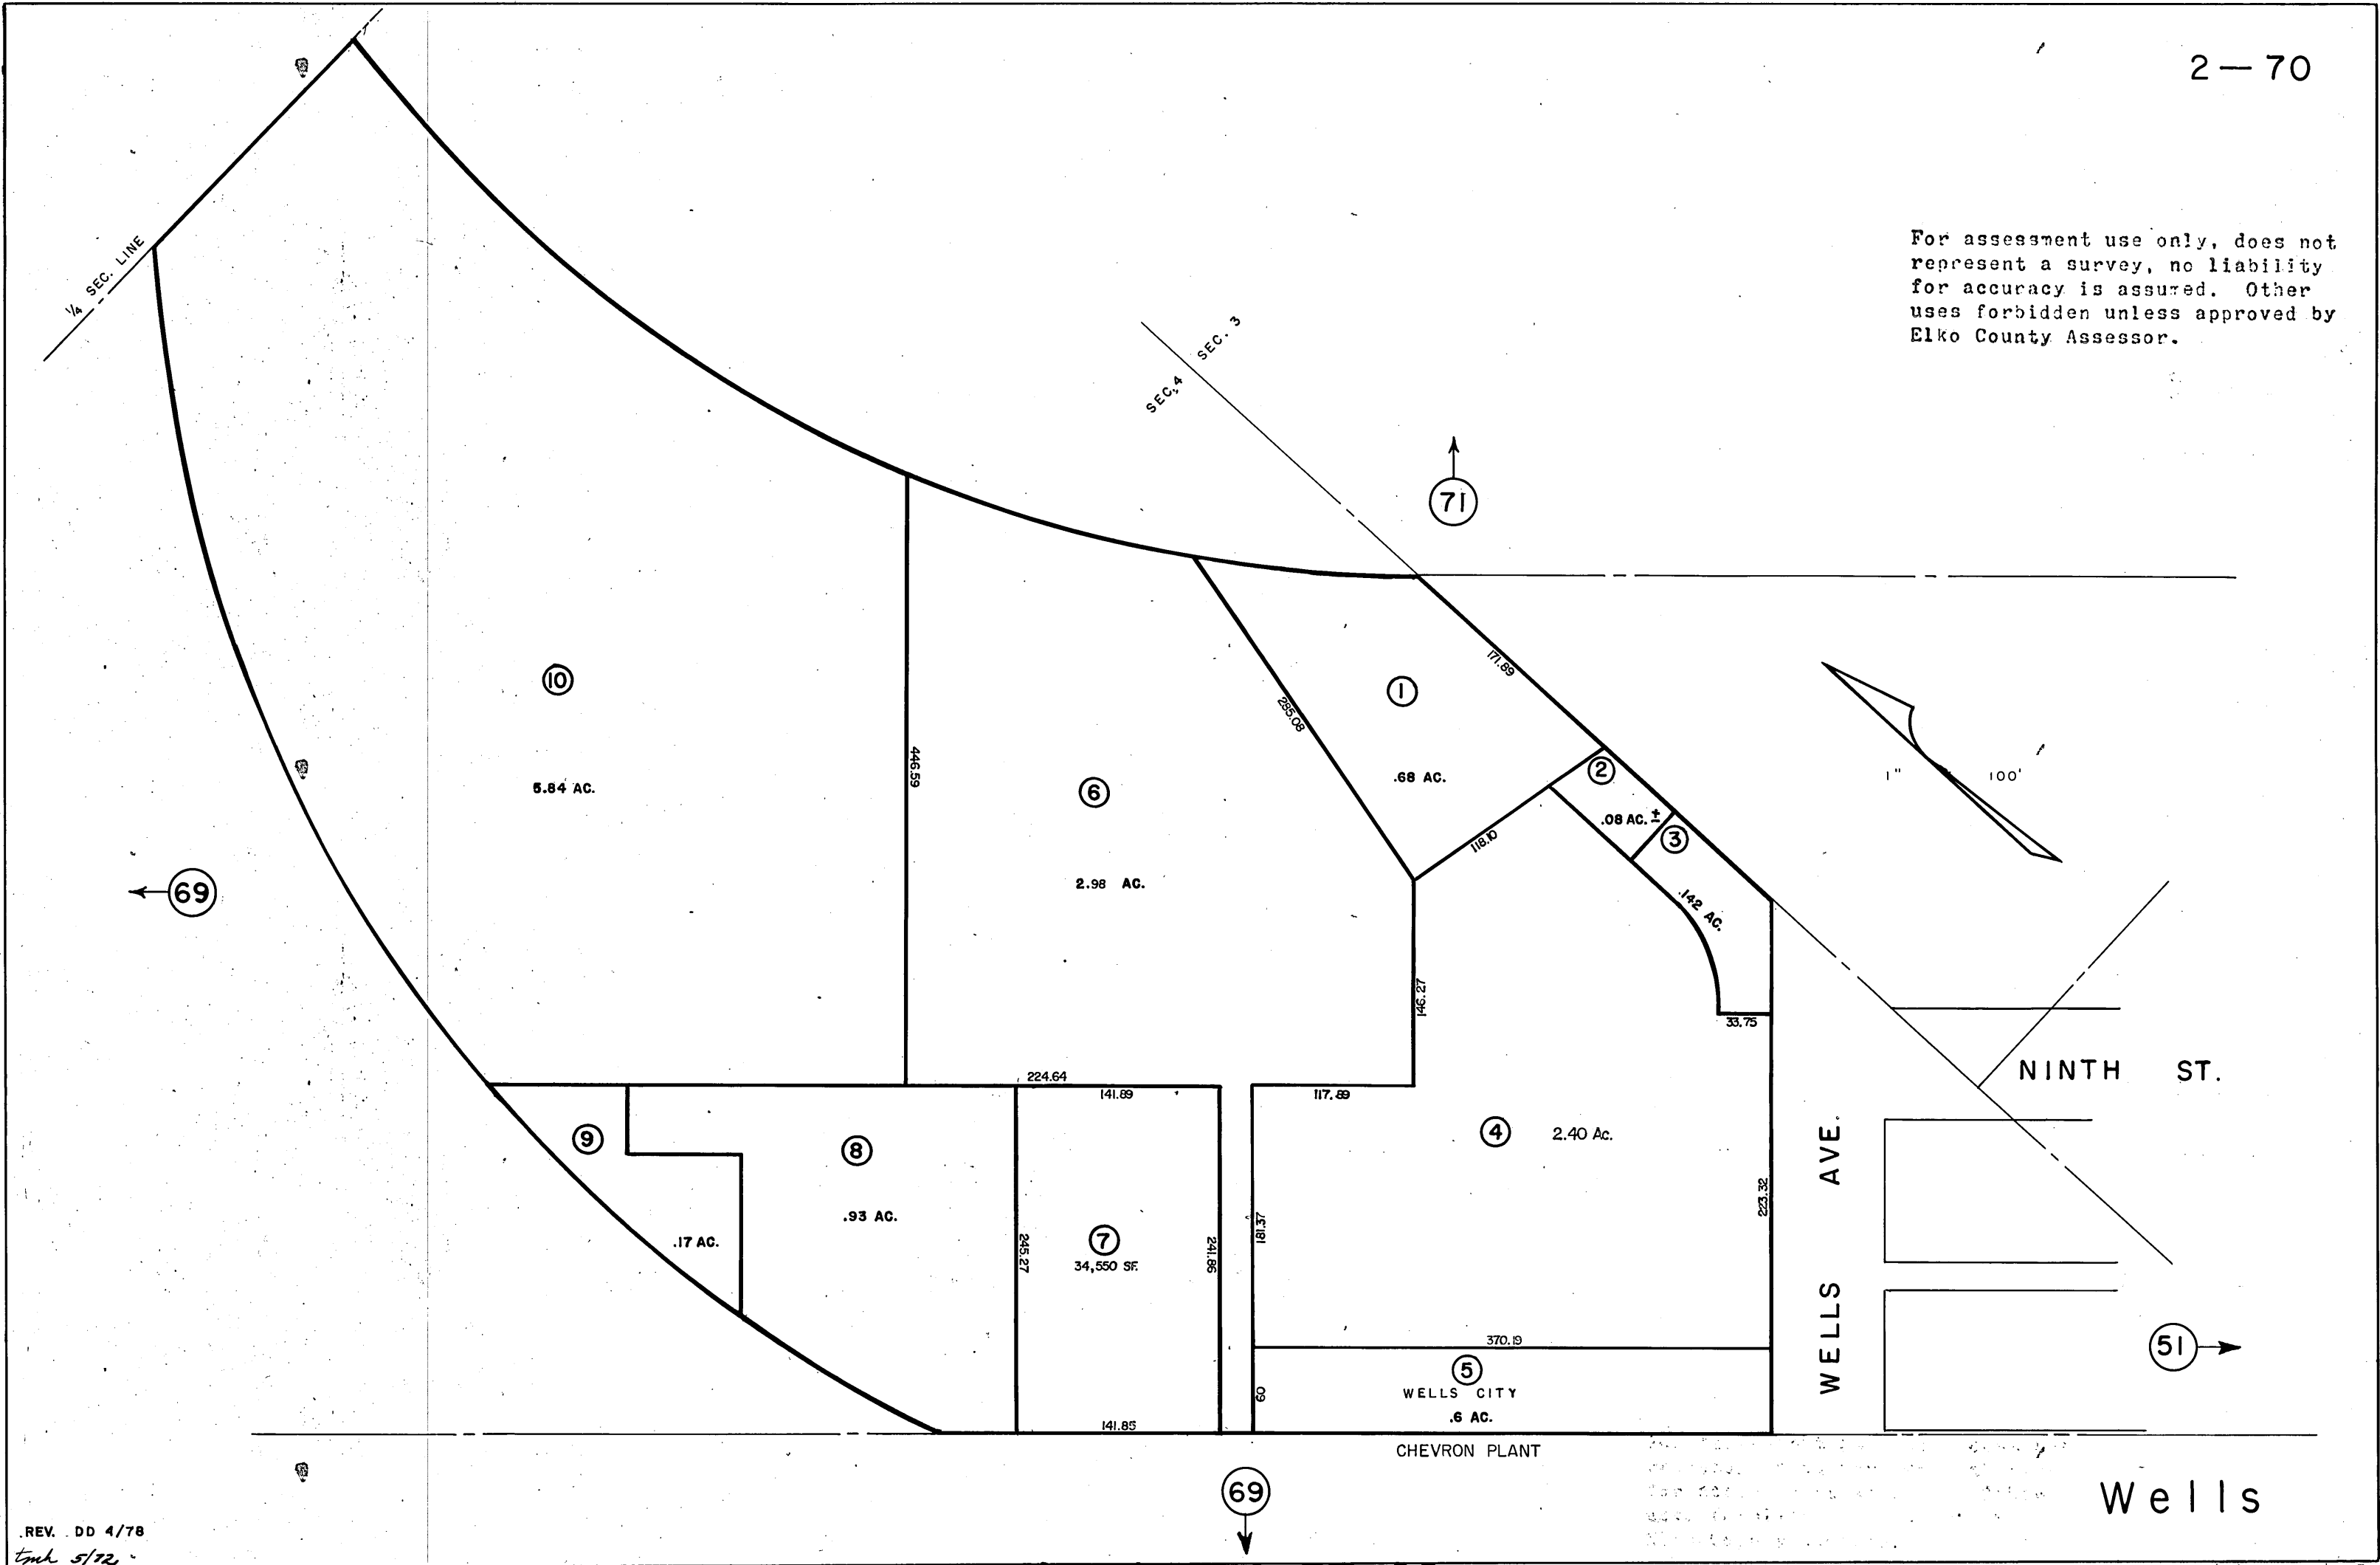 2 — 70
For assessment use only, does not
represent a survey, no liability
for accuracy is assumed. Other
uses forbidden unless approved by
Elko County Assessor.
1/4 SEC. LINE
SEC. 3
SEC. 4
71
171.89
10
1
285.08
446.59
1" 100'
2
5.84 AC.
6
.68 AC.
.08 AC. ±
3
118.10
69
2.98 AC.
.142 AC.
146.27
33.75
NINTH ST.
224.64
141.89
117.89
9
8
4
2.40 AC.
WELLS AVE.
.93 AC.
223.32
.17 AC.
7
34,550 SF.
245.27
241.86
181.37
370.19
51
5
WELLS CITY
60
.6 AC.
141.85
CHEVRON PLANT
69
Wells
REV. DD 4/78
tmh 5/72